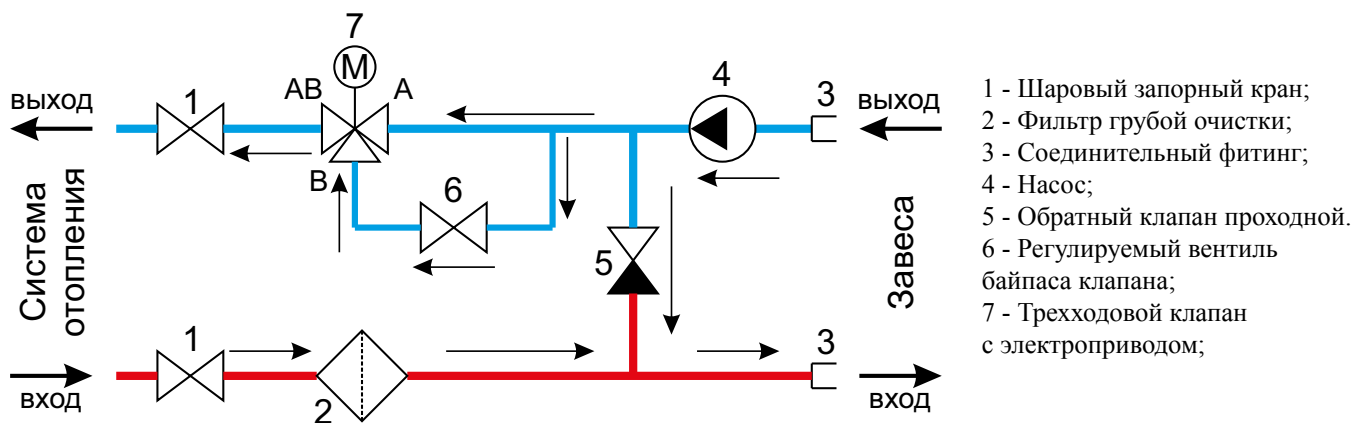 7
M
AB
A
4
3
1
выход
выход
B
6
5
Система
отопления
Завеса
1
3
2
вход
вход
1 - Шаровый запорный кран;
2 - Фильтр грубой очистки;
3 - Соединительный фитинг;
4 - Насос;
5 - Обратный клапан проходной.
6 - Регулируемый вентиль
байпаса клапана;
7 - Трехходовой клапан
с электроприводом;